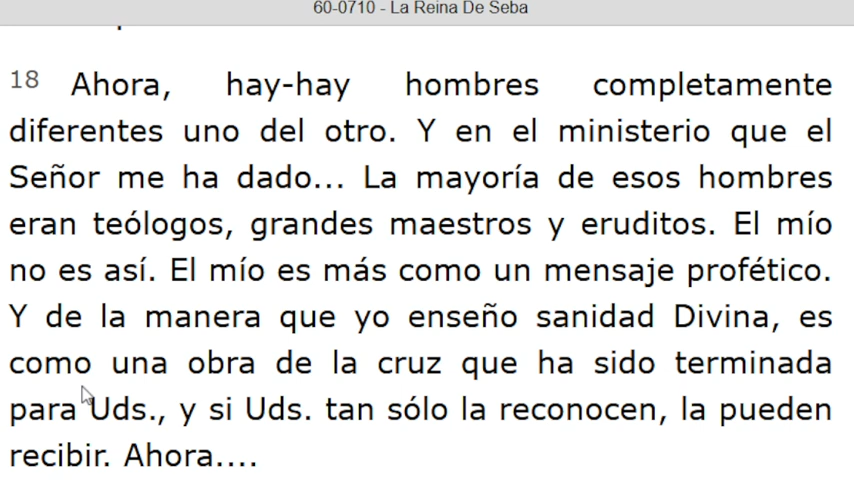 60-0710 - La Reina De Seba
18 Ahora, hay-hay hombres completamente
diferentes uno del otro. Y en el ministerio que el
Señor me ha dado... La mayoría de esos hombres
eran teólogos, grandes maestros y eruditos. El mío
no es así. El mío es más como un mensaje profético.
Y de la manera que yo enseño sanidad Divina, es
como una obra de la cruz que ha sido terminada
para Uds., y si Uds. tan sólo la reconocen, la pueden
recibir. Ahora....